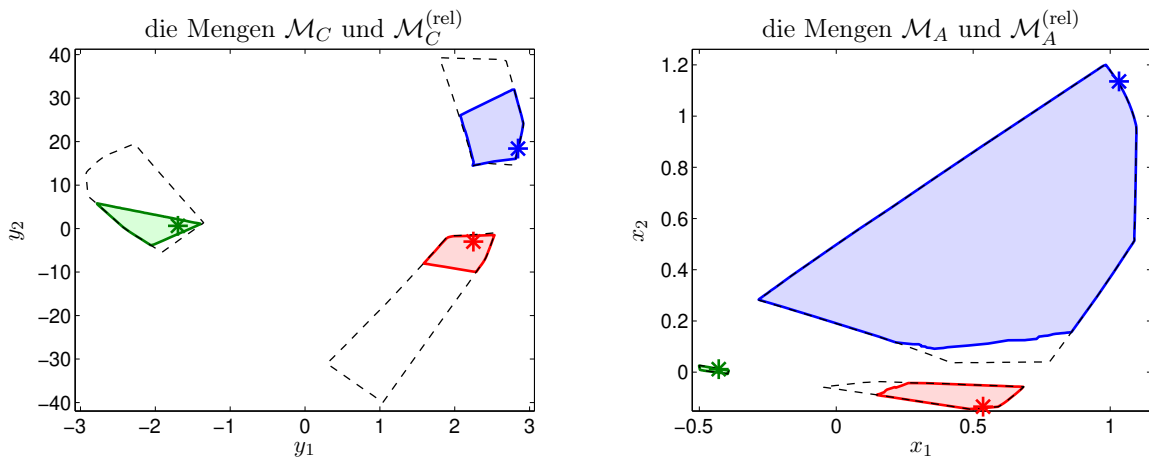 die Mengen M_C und M_C^(rel)
40
30
20
10
0
−10
−20
−30
−40
y_2
−3 −2 −1 0 1 2 3
y_1
die Mengen M_A und M_A^(rel)
1.2
1
0.8
0.6
0.4
0.2
0
x_2
−0.5 0 0.5 1
x_1